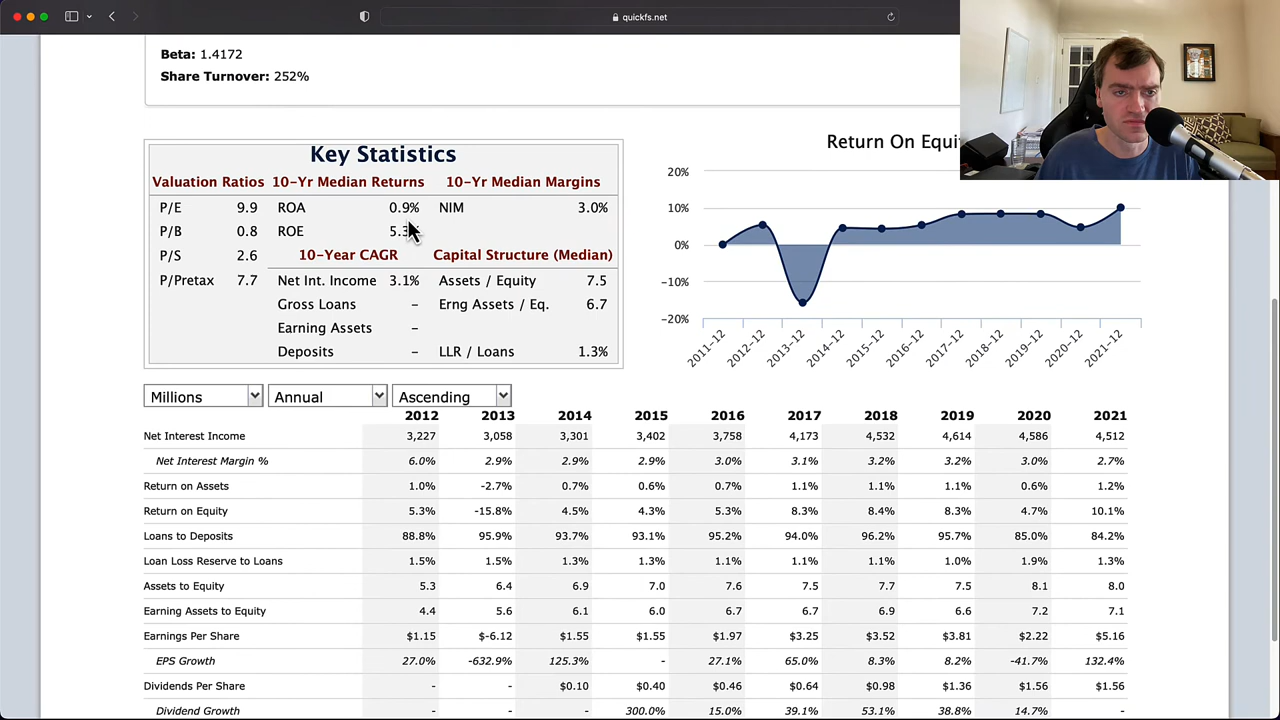 quickfs.net
Beta: 1.4172
Share Turnover: 252%
Key Statistics
Valuation Ratios 10-Yr Median Returns 10-Yr Median Margins
P/E 9.9 ROA 0.9% NIM 3.0%
P/B 0.8 ROE 5.3
P/S 2.6 10-Year CAGR Capital Structure (Median)
P/Pretax 7.7 Net Int. Income 3.1% Assets / Equity 7.5
Gross Loans – Erng Assets / Eq. 6.7
Earning Assets –
Deposits – LLR / Loans 1.3%
Return On Equi
20%
10%
0%
-10%
-20%
2011-12 2012-12 2013-12 2014-12 2015-12 2016-12 2017-12 2018-12 2019-12 2020-12 2021-12
Millions Annual Ascending
2012 2013 2014 2015 2016 2017 2018 2019 2020 2021
Net Interest Income 3,227 3,058 3,301 3,402 3,758 4,173 4,532 4,614 4,586 4,512
Net Interest Margin % 6.0% 2.9% 2.9% 2.9% 3.0% 3.1% 3.2% 3.2% 3.0% 2.7%
Return on Assets 1.0% -2.7% 0.7% 0.6% 0.7% 1.1% 1.1% 1.1% 0.6% 1.2%
Return on Equity 5.3% -15.8% 4.5% 4.3% 5.3% 8.3% 8.4% 8.3% 4.7% 10.1%
Loans to Deposits 88.8% 95.9% 93.7% 93.1% 95.2% 94.0% 96.2% 95.7% 85.0% 84.2%
Loan Loss Reserve to Loans 1.5% 1.5% 1.3% 1.3% 1.1% 1.1% 1.1% 1.0% 1.9% 1.3%
Assets to Equity 5.3 6.4 6.9 7.0 7.6 7.5 7.7 7.5 8.1 8.0
Earning Assets to Equity 4.4 5.6 6.1 6.0 6.7 6.7 6.9 6.6 7.2 7.1
Earnings Per Share $1.15 $-6.12 $1.55 $1.55 $1.97 $3.25 $3.52 $3.81 $2.22 $5.16
EPS Growth 27.0% -632.9% 125.3% - 27.1% 65.0% 8.3% 8.2% -41.7% 132.4%
Dividends Per Share - - $0.10 $0.40 $0.46 $0.64 $0.98 $1.36 $1.56 $1.56
Dividend Growth - - - 300.0% 15.0% 39.1% 53.1% 38.8% 14.7% -